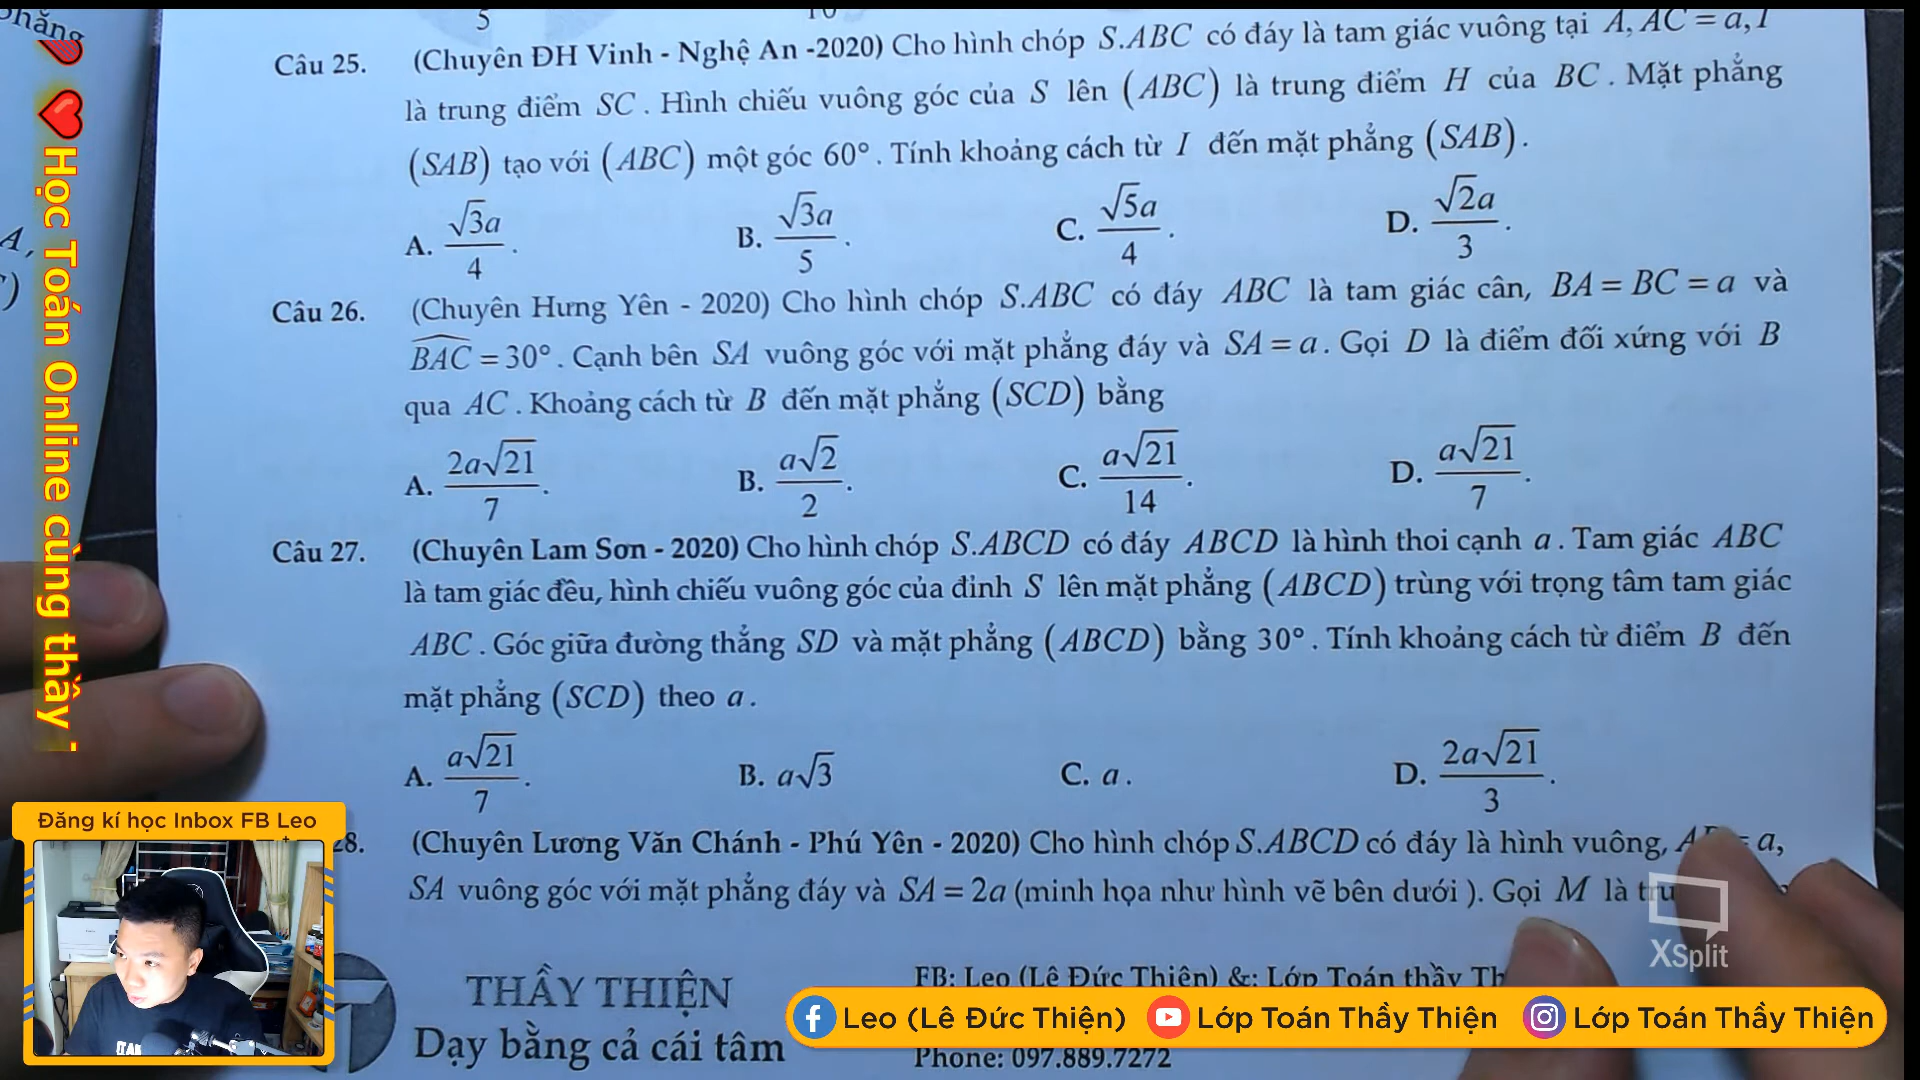 5
10
Câu 25. (Chuyên ĐH Vinh - Nghệ An -2020) Cho hình chóp S.ABC có đáy là tam giác vuông tại A, AC = a, I
là trung điểm SC . Hình chiếu vuông góc của S lên (ABC) là trung điểm H của BC . Mặt phẳng
(SAB) tạo với (ABC) một góc 60° . Tính khoảng cách từ I đến mặt phẳng (SAB) .
A. √3a/4 . B. √3a/5 . C. √5a/4 . D. √2a/3 .
Câu 26. (Chuyên Hưng Yên - 2020) Cho hình chóp S.ABC có đáy ABC là tam giác cân, BA = BC = a và
BAC = 30° . Cạnh bên SA vuông góc với mặt phẳng đáy và SA = a . Gọi D là điểm đối xứng với B
qua AC . Khoảng cách từ B đến mặt phẳng (SCD) bằng
A. 2a√21/7 . B. a√2/2 . C. a√21/14 . D. a√21/7 .
Câu 27. (Chuyên Lam Sơn - 2020) Cho hình chóp S.ABCD có đáy ABCD là hình thoi cạnh a . Tam giác ABC
là tam giác đều, hình chiếu vuông góc của đỉnh S lên mặt phẳng (ABCD) trùng với trọng tâm tam giác
ABC . Góc giữa đường thẳng SD và mặt phẳng (ABCD) bằng 30° . Tính khoảng cách từ điểm B đến
mặt phẳng (SCD) theo a .
A. a√21/7 . B. a√3 C. a . D. 2a√21/3 .
8. (Chuyên Lương Văn Chánh - Phú Yên - 2020) Cho hình chóp S.ABCD có đáy là hình vuông, = a,
SA vuông góc với mặt phẳng đáy và SA = 2a (minh họa như hình vẽ bên dưới ). Gọi M là
THẦY THIỆN
Dạy bằng cả cái tâm
FB: Leo (Lê Đức Thiện) &: Lớp Toán thầy Th
Phone: 097.889.7272
❤Học Toán Online cùng thầy
Đăng kí học Inbox FB Leo
XSplit
Leo (Lê Đức Thiện) Lớp Toán Thầy Thiện Lớp Toán Thầy Thiện